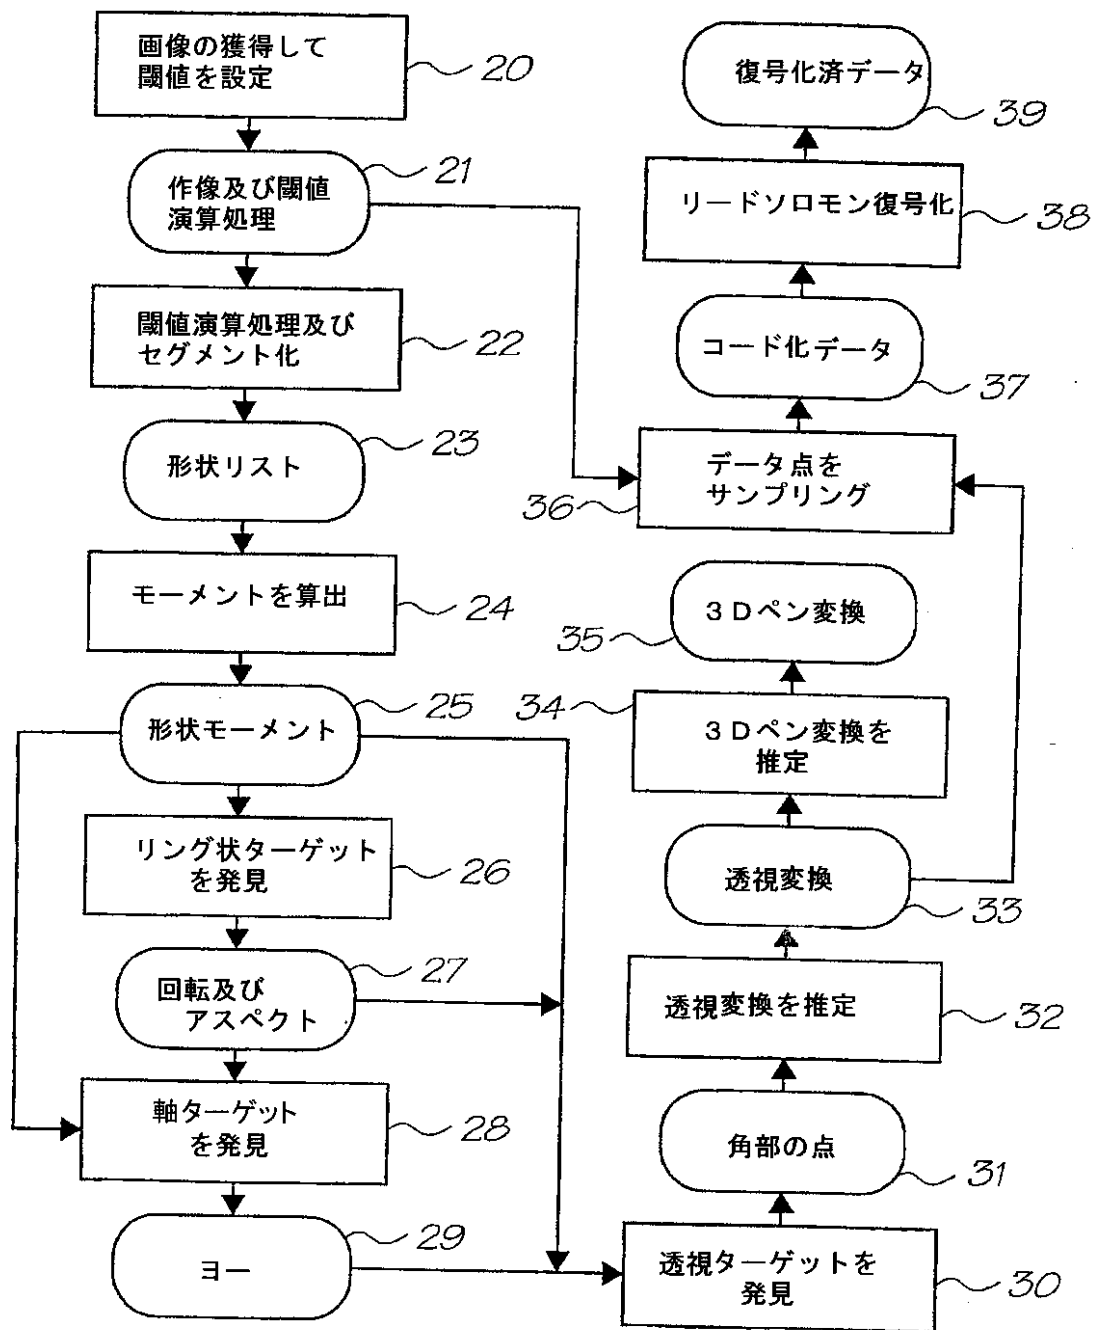 画像の獲得して
閾値を設定
20
作像及び閾値
演算処理
21
閾値演算処理及び
セグメント化
22
形状リスト
23
モーメントを算出
24
形状モーメント
25
リング状ターゲット
を発見
26
回転及び
アスペクト
27
軸ターゲット
を発見
28
ヨー
29
復号化済データ
39
リードソロモン復号化
38
コード化データ
37
データ点を
サンプリング
36
3Dペン変換
35
34
3Dペン変換を
推定
透視変換
33
透視変換を推定
32
角部の点
31
透視ターゲットを
発見
30